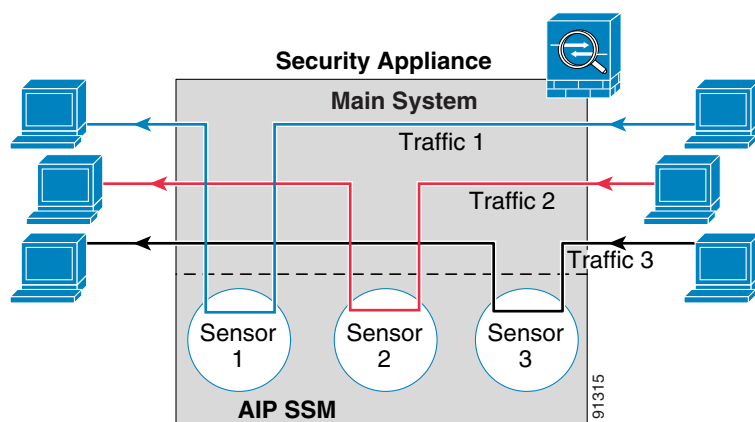 Security Appliance
Main System
Traffic 1
Traffic 2
Traffic 3
Sensor
1
Sensor
2
Sensor
3
AIP SSM
91315